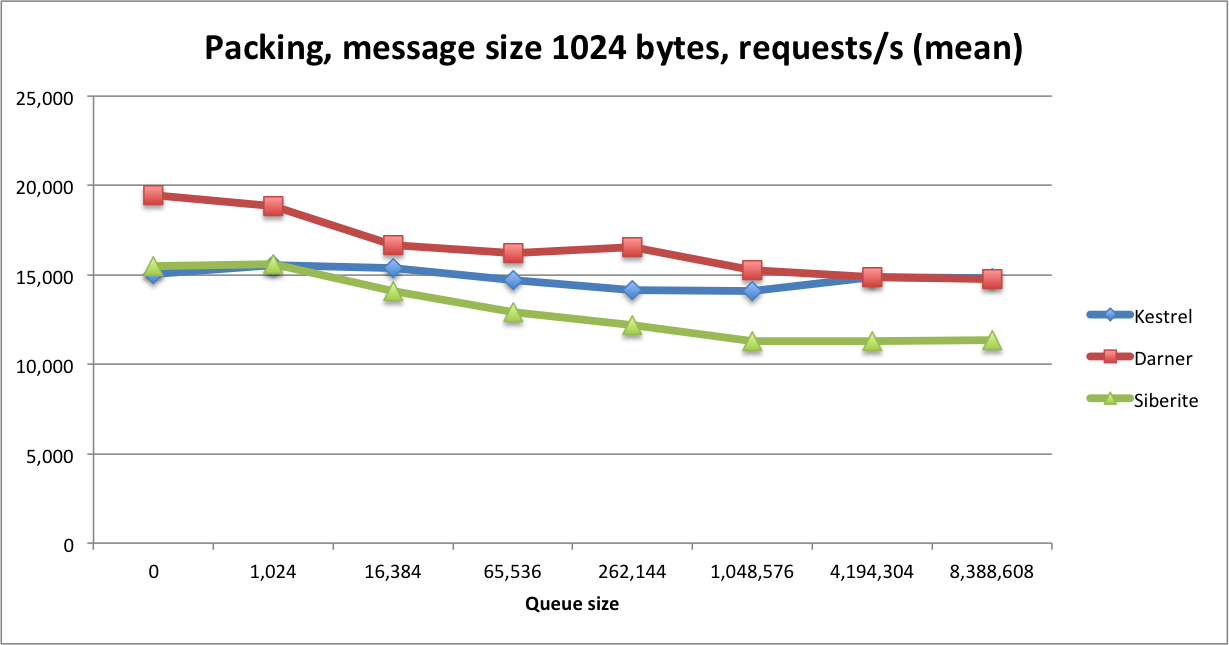 Packing, message size 1024 bytes, requests/s (mean)
25,000
20,000
15,000
10,000
5,000
0
0 1,024 16,384 65,536 262,144 1,048,576 4,194,304 8,388,608
Queue size
Kestrel
Darner
Siberite